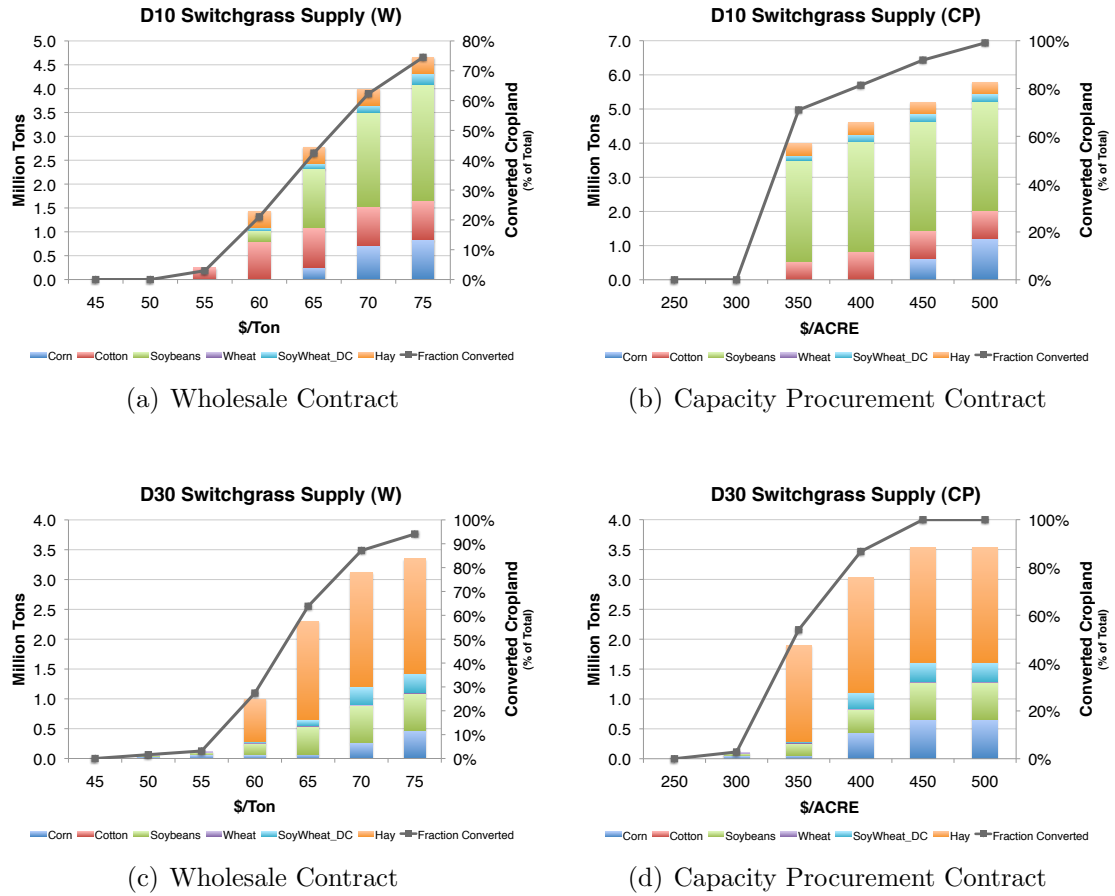 D10 Switchgrass Supply (W)
5.0
4.5
4.0
3.5
3.0
2.5
2.0
1.5
1.0
0.5
0.0
Million Tons
80%
70%
60%
50%
40%
30%
20%
10%
0%
Converted Cropland
(% of Total)
45 50 55 60 65 70 75
$/Ton
Corn Cotton Soybeans Wheat SoyWheat_DC Hay Fraction Converted
(a) Wholesale Contract
D10 Switchgrass Supply (CP)
7.0
6.0
5.0
4.0
3.0
2.0
1.0
0.0
Million Tons
100%
80%
60%
40%
20%
0%
Converted Cropland
(% of Total)
250 300 350 400 450 500
$/ACRE
Corn Cotton Soybeans Wheat SoyWheat_DC Hay Fraction Converted
(b) Capacity Procurement Contract
D30 Switchgrass Supply (W)
4.0
3.5
3.0
2.5
2.0
1.5
1.0
0.5
0.0
Million Tons
100%
90%
80%
70%
60%
50%
40%
30%
20%
10%
0%
Converted Cropland
(% of Total)
45 50 55 60 65 70 75
$/Ton
Corn Cotton Soybeans Wheat SoyWheat_DC Hay Fraction Converted
(c) Wholesale Contract
D30 Switchgrass Supply (CP)
4.0
3.5
3.0
2.5
2.0
1.5
1.0
0.5
0.0
Million Tons
100%
80%
60%
40%
20%
0%
Converted Cropland
(% of Total)
250 300 350 400 450 500
$/ACRE
Corn Cotton Soybeans Wheat SoyWheat_DC Hay Fraction Converted
(d) Capacity Procurement Contract